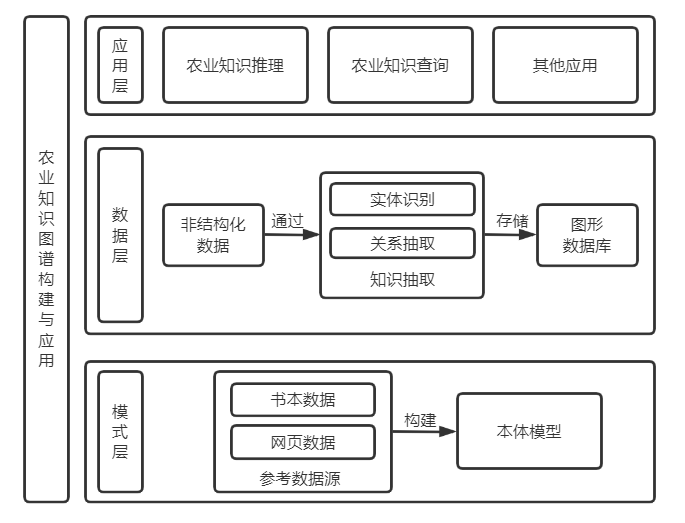 农业知识图谱构建与应用
应用层
农业知识推理
农业知识查询
其他应用
数据层
非结构化
数据
通过
实体识别
关系抽取
知识抽取
存储
图形
数据库
模式层
书本数据
网页数据
参考数据源
构建
本体模型